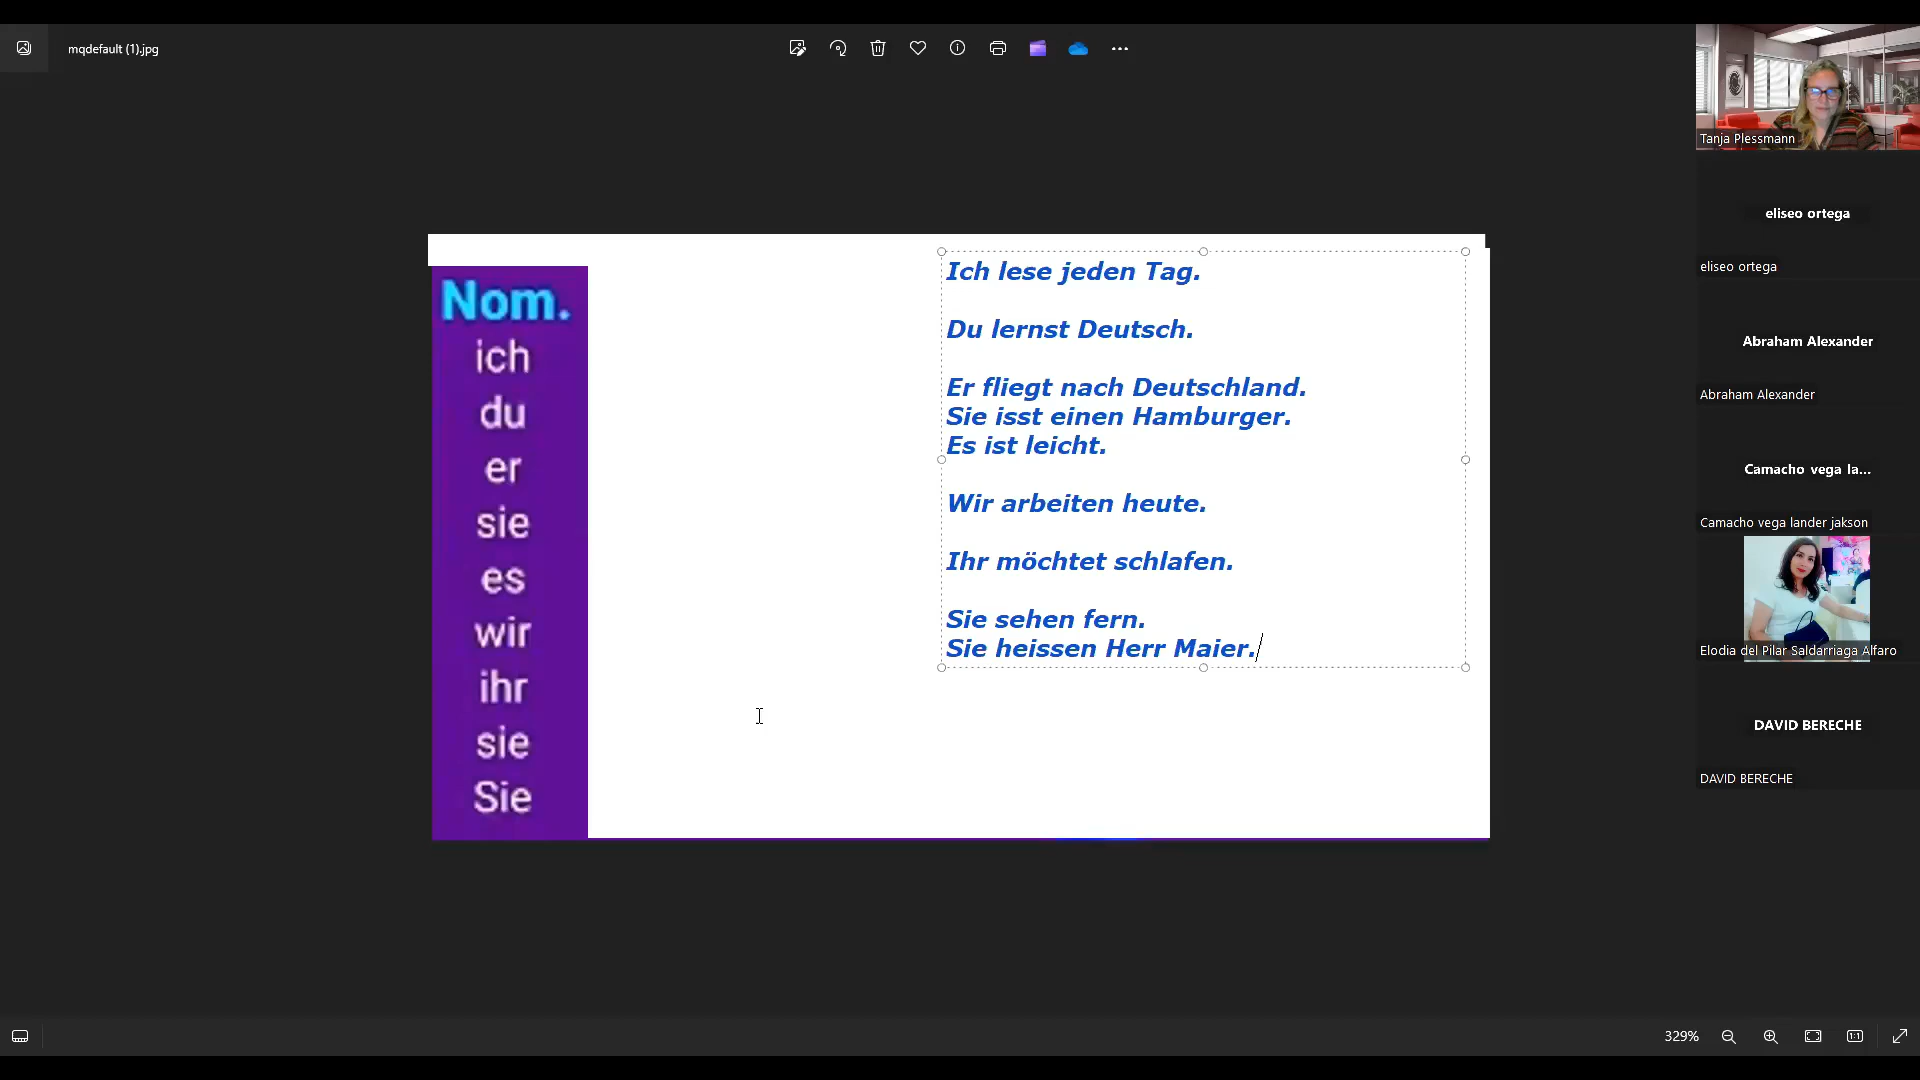 mqdefault (1).jpg
Nom.
ich
du
er
sie
es
wir
ihr
sie
Sie
Ich lese jeden Tag.
Du lernst Deutsch.
Er fliegt nach Deutschland.
Sie isst einen Hamburger.
Es ist leicht.
Wir arbeiten heute.
Ihr möchtet schlafen.
Sie sehen fern.
Sie heissen Herr Maier.
Tanja Plessmann
eliseo ortega
eliseo ortega
Abraham Alexander
Abraham Alexander
Camacho vega la...
Camacho vega lander jakson
Elodia del Pilar Saldarriaga Alfaro
DAVID BERECHE
DAVID BERECHE
329%
1:1